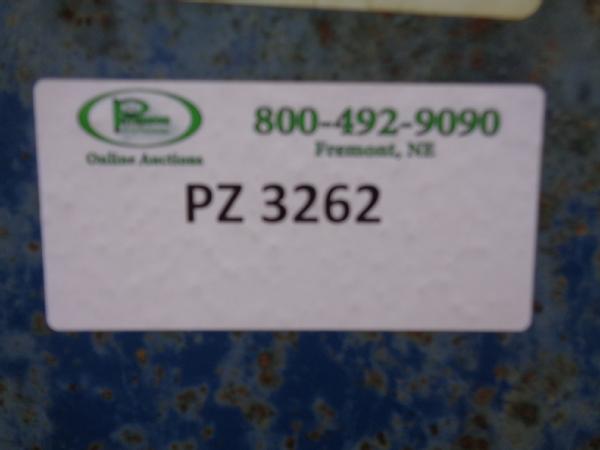 800-492-9090
Fremont, NE
Online Auctions
PZ 3262